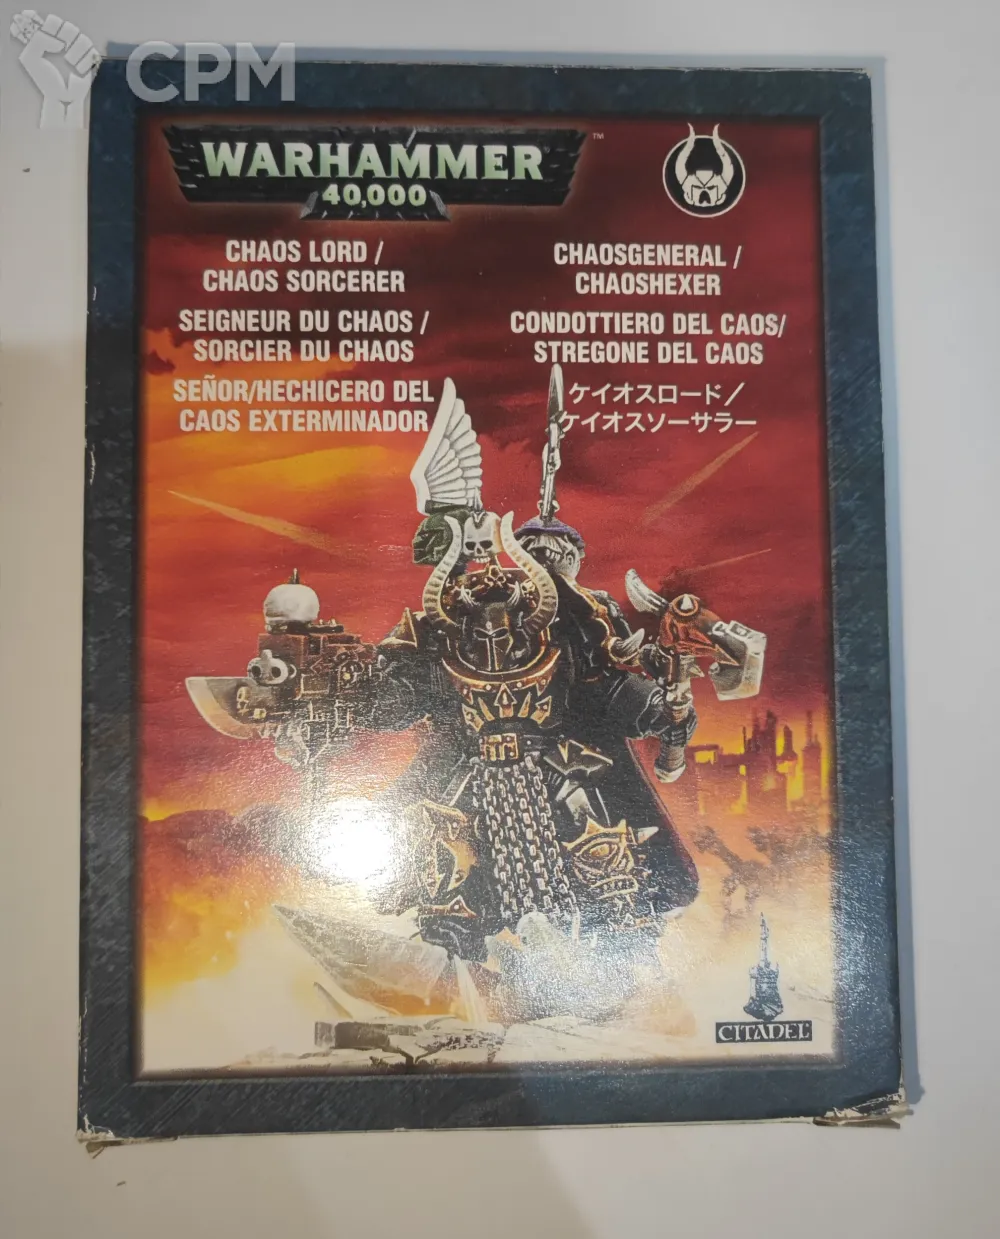 CPM
WARHAMMER
40,000
™
CHAOS LORD /
CHAOS SORCERER
SEIGNEUR DU CHAOS /
SORCIER DU CHAOS
SEÑOR/HECHICERO DEL
CAOS EXTERMINADOR
CHAOSGENERAL /
CHAOSHEXER
CONDOTTIERO DEL CAOS/
STREGONE DEL CAOS
ケイオスロード／
ケイオスソーサラー
CITADEL